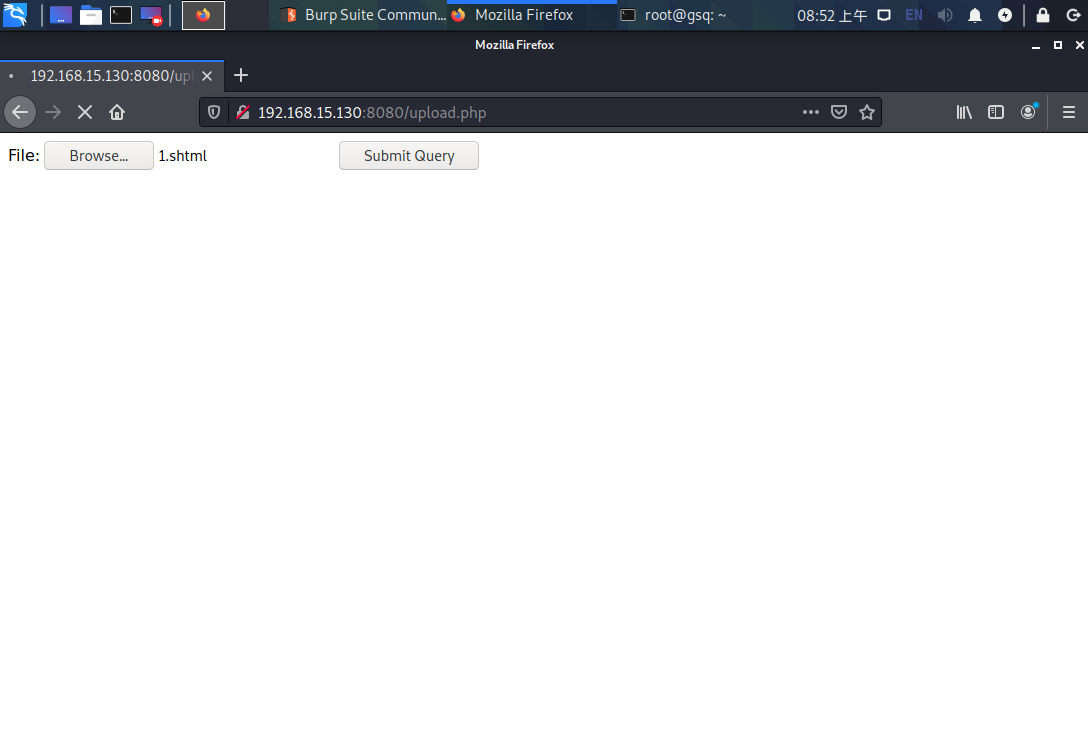 Burp Suite Commun... Mozilla Firefox root@gsq: ~ 08:52 上午 EN
Mozilla Firefox
192.168.15.130:8080/upl
192.168.15.130:8080/upload.php
File: Browse... 1.shtml Submit Query